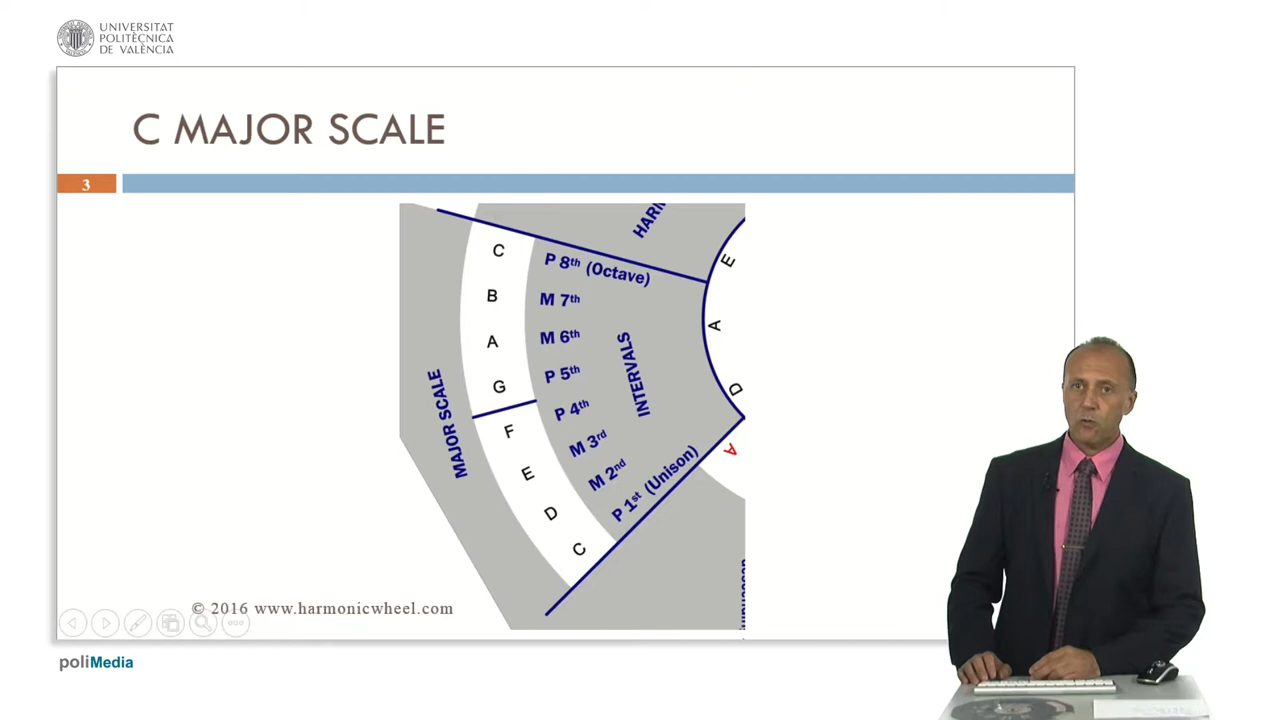 UNIVERSITAT
POLITÈCNICA
DE VALÈNCIA
C MAJOR SCALE
3
C
B
A
G
F
E
D
C
MAJOR SCALE
P 8th (Octave)
M 7th
M 6th
P 5th
P 4th
M 3rd
M 2nd
P 1st (Unison)
INTERVALS
E
A
D
A
© 2016 www.harmonicwheel.com
poliMedia